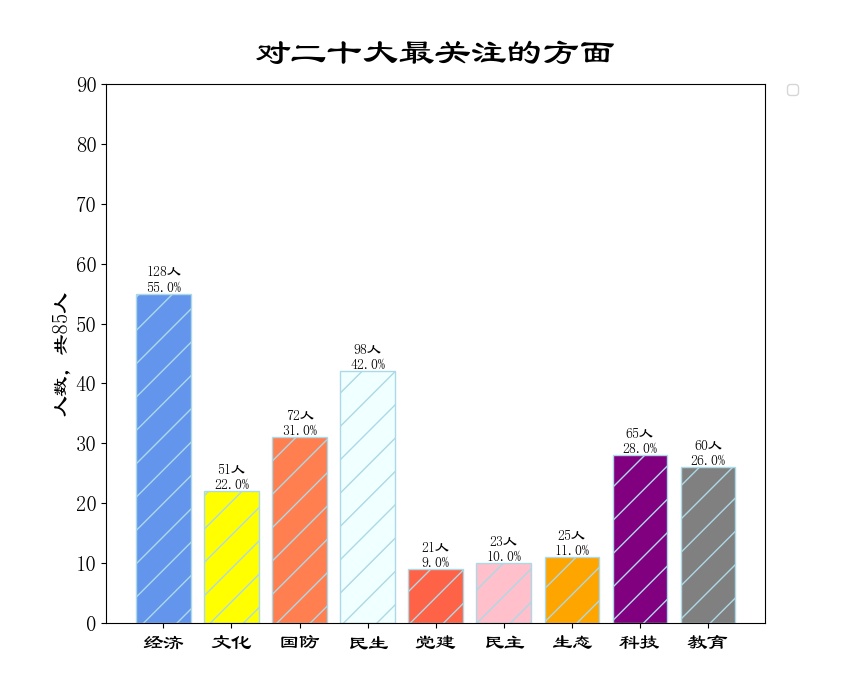 对二十大最关注的方面
90
80
70
60
50
40
30
20
10
0
人数，共85人
128人
55.0%
51人
22.0%
72人
31.0%
98人
42.0%
21人
9.0%
23人
10.0%
25人
11.0%
65人
28.0%
60人
26.0%
经济 文化 国防 民生 党建 民主 生态 科技 教育